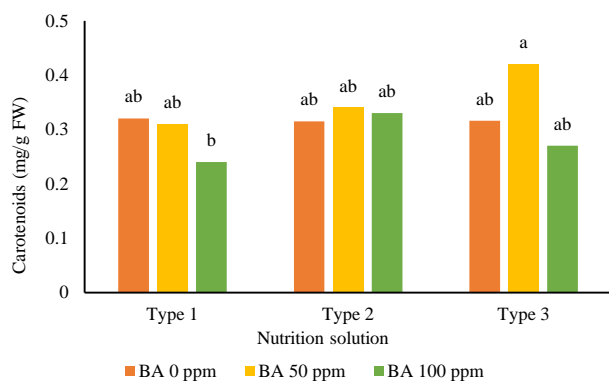 Carotenoids (mg/g FW)
0.5
0.4
0.3
0.2
0.1
0
ab ab b
ab ab ab
ab a ab
Type 1 Type 2 Type 3
Nutrition solution
BA 0 ppm BA 50 ppm BA 100 ppm